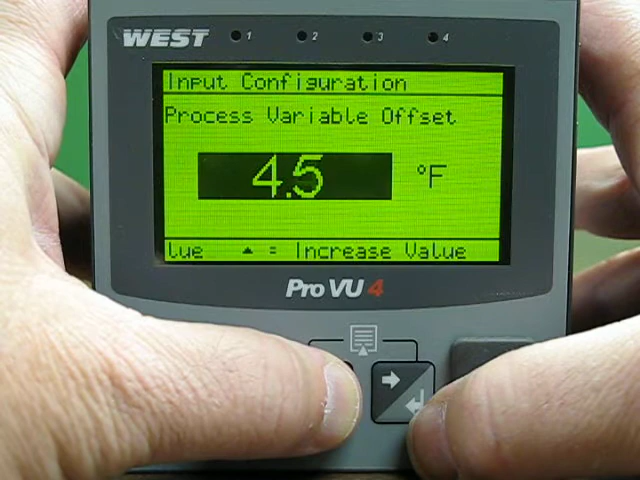 WEST 1 2 3 4
Input Configuration
Process Variable Offset
4.5 °F
lue ▲ = Increase Value
Pro VU 4